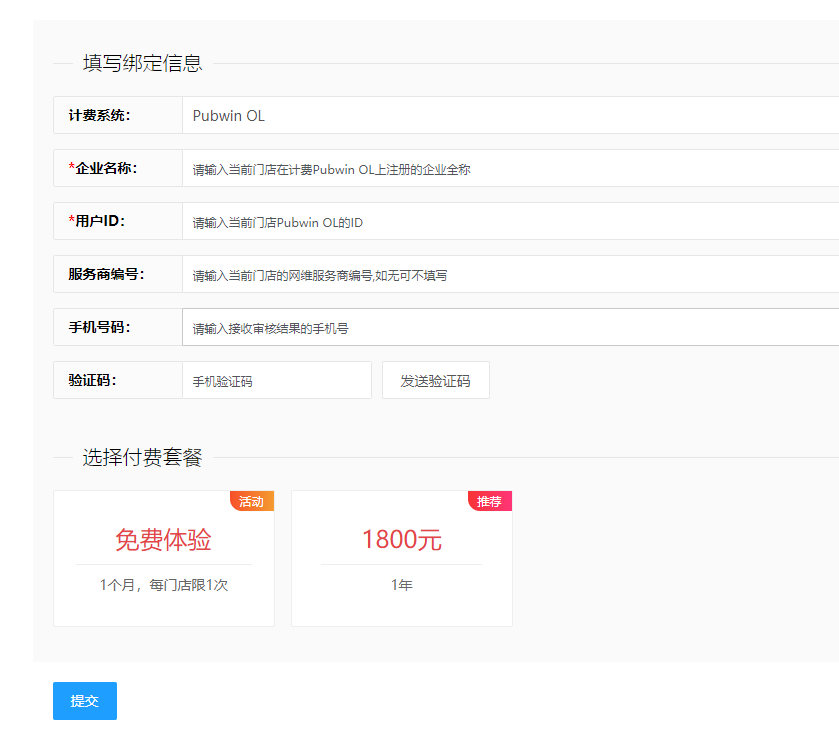 填写绑定信息
计费系统:
Pubwin OL
*企业名称:
请输入当前门店在计费Pubwin OL上注册的企业全称
*用户ID:
请输入当前门店Pubwin OL的ID
服务商编号:
请输入当前门店的网维服务商编号,如无可不填写
手机号码:
请输入接收审核结果的手机号
验证码:
手机验证码
发送验证码
选择付费套餐
活动
免费体验
1个月，每门店限1次
推荐
1800元
1年
提交